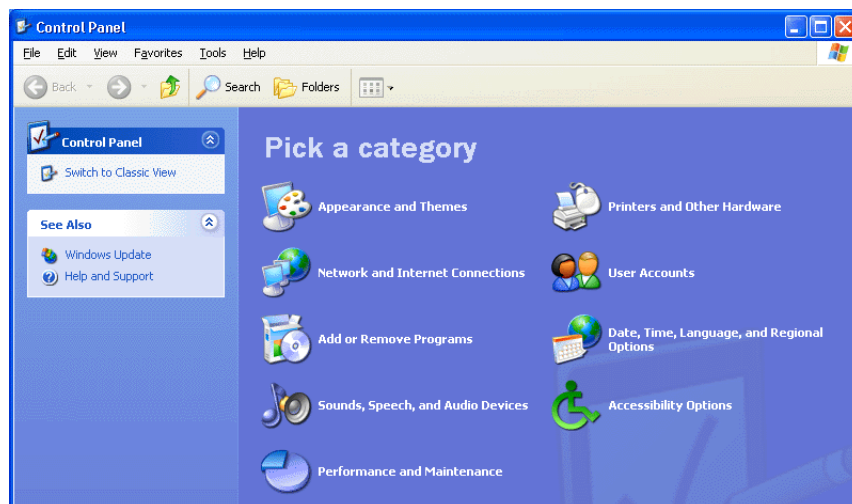 Control Panel
File Edit View Favorites Tools Help
Back Search Folders
Control Panel
Switch to Classic View
See Also
Windows Update
Help and Support
Pick a category
Appearance and Themes
Printers and Other Hardware
Network and Internet Connections
User Accounts
Add or Remove Programs
Date, Time, Language, and Regional
Options
Sounds, Speech, and Audio Devices
Accessibility Options
Performance and Maintenance